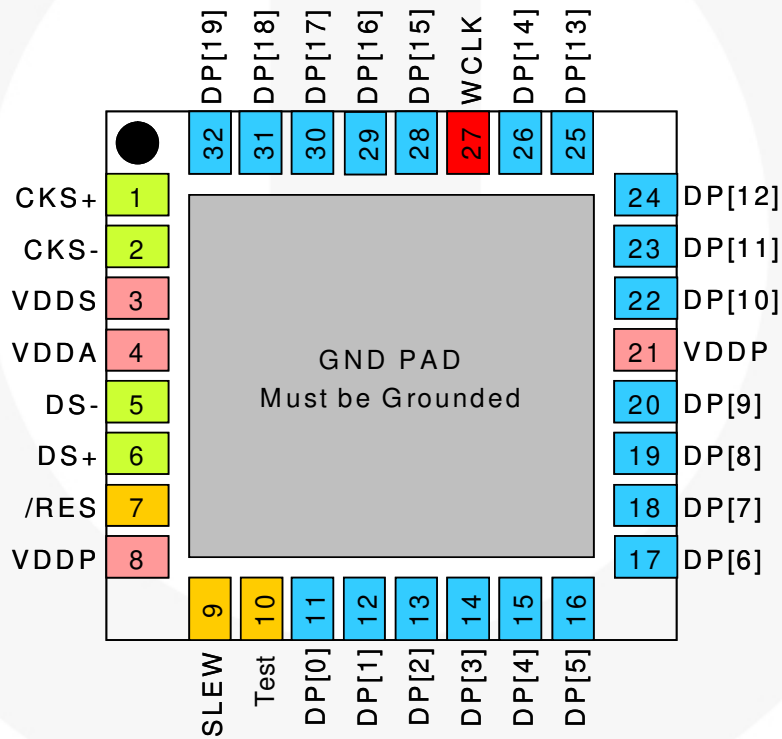 DP[19]
DP[18]
DP[17]
DP[16]
DP[15]
WCLK
DP[14]
DP[13]
32
31
30
29
28
27
26
25
CKS+ 1
CKS- 2
VDDS 3
VDDA 4
DS- 5
DS+ 6
/RES 7
VDDP 8
GND PAD
Must be Grounded
24 DP[12]
23 DP[11]
22 DP[10]
21 VDDP
20 DP[9]
19 DP[8]
18 DP[7]
17 DP[6]
9
10
11
12
13
14
15
16
SLEW
Test
DP[0]
DP[1]
DP[2]
DP[3]
DP[4]
DP[5]